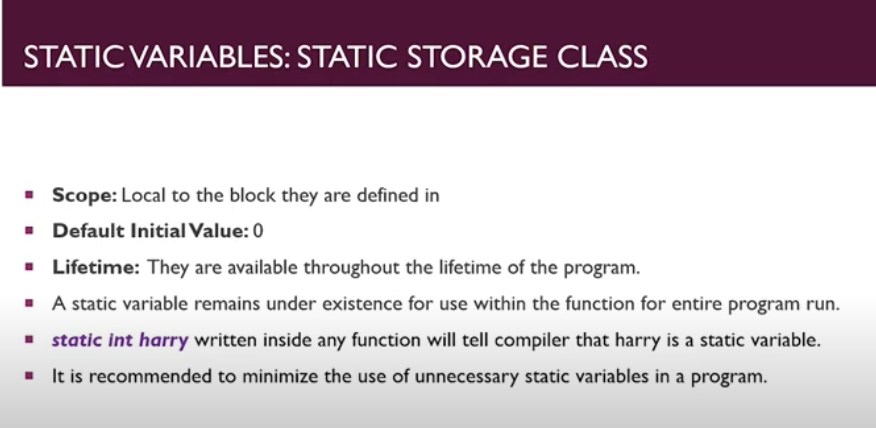 STATIC VARIABLES: STATIC STORAGE CLASS
Scope: Local to the block they are defined in
Default Initial Value: 0
Lifetime: They are available throughout the lifetime of the program.
A static variable remains under existence for use within the function for entire program run.
static int harry written inside any function will tell compiler that harry is a static variable.
It is recommended to minimize the use of unnecessary static variables in a program.